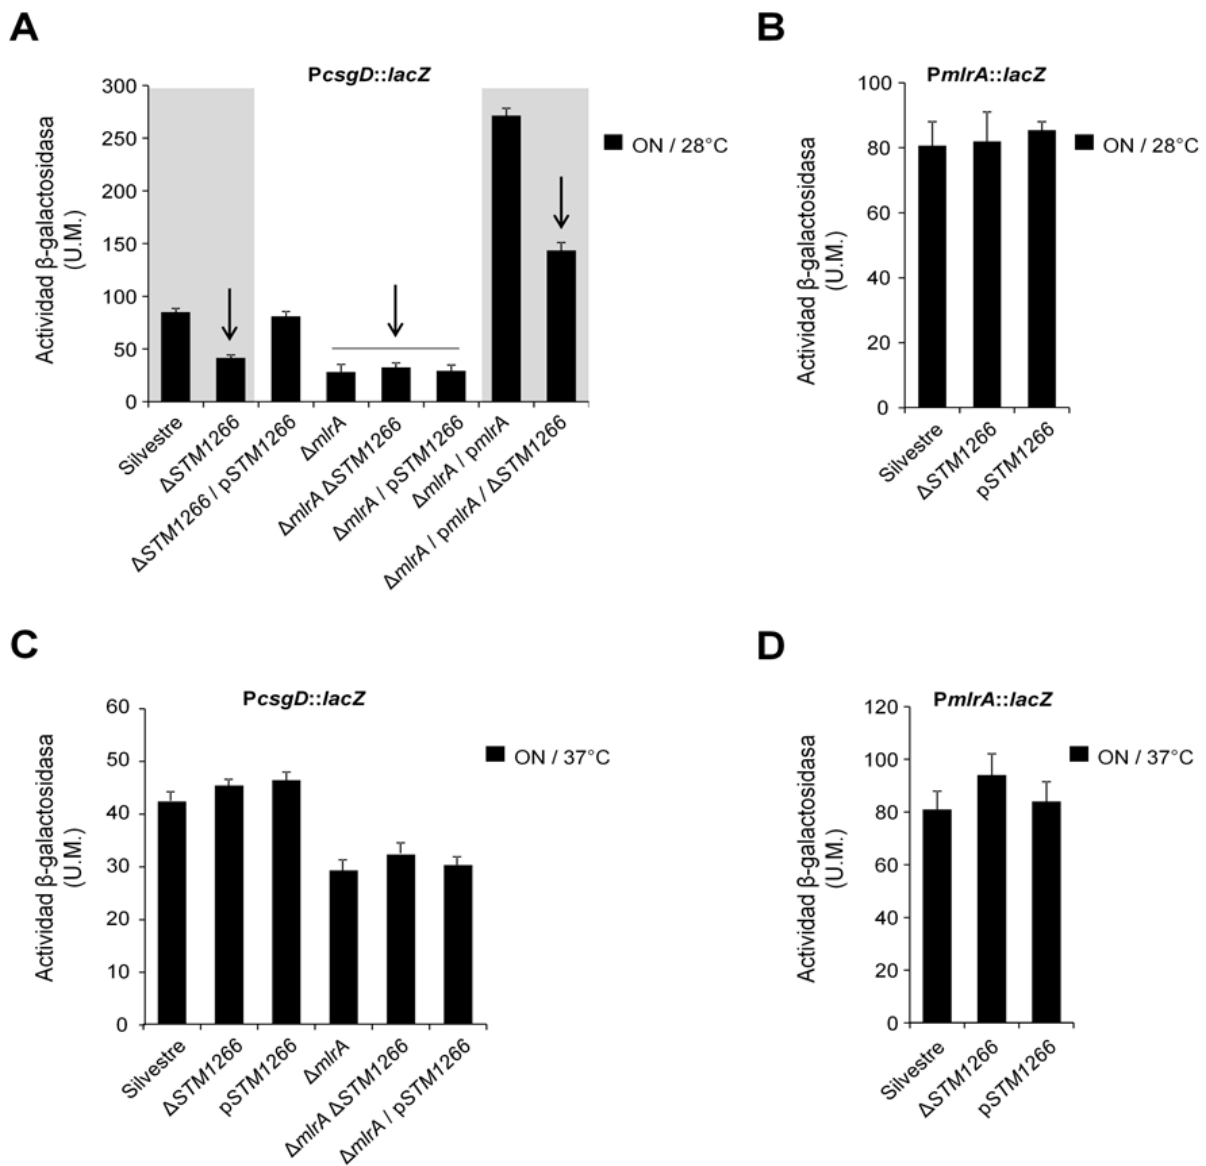 A
PcsgD::lacZ
300
250
200
150
100
50
0
Actividad β-galactosidasa
(U.M.)
ON / 28°C
Silvestre
ΔSTM1266
ΔSTM1266 / pSTM1266
ΔmlrA
ΔmlrA ΔSTM1266
ΔmlrA / pSTM1266
ΔmlrA / pmlrA
ΔmlrA / pmlrA / ΔSTM1266
B
PmlrA::lacZ
100
80
60
40
20
0
Actividad β-galactosidasa
(U.M.)
ON / 28°C
Silvestre
ΔSTM1266
pSTM1266
C
PcsgD::lacZ
60
50
40
30
20
10
0
Actividad β-galactosidasa
(U.M.)
ON / 37°C
Silvestre
ΔSTM1266
pSTM1266
ΔmlrA
ΔmlrA ΔSTM1266
ΔmlrA / pSTM1266
D
PmlrA::lacZ
120
100
80
60
40
20
0
Actividad β-galactosidasa
(U.M.)
ON / 37°C
Silvestre
ΔSTM1266
pSTM1266